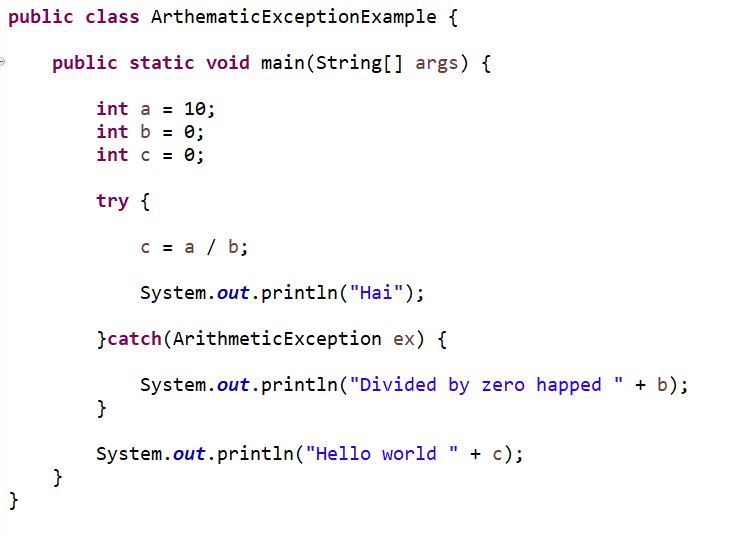 public class ArthematicExceptionExample {
public static void main(String[] args) {
int a = 10;
int b = 0;
int c = 0;
try {
c = a / b;
System.out.println("Hai");
}catch(ArithmeticException ex) {
System.out.println("Divided by zero happed " + b);
}
System.out.println("Hello world " + c);
}
}